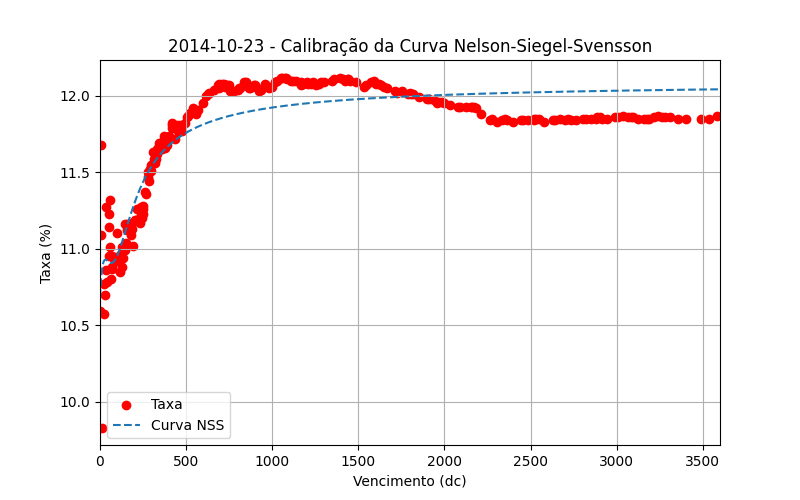 2014-10-23 - Calibração da Curva Nelson-Siegel-Svensson
Taxa (%)
12.0
11.5
11.0
10.5
10.0
Taxa
Curva NSS
0 500 1000 1500 2000 2500 3000 3500
Vencimento (dc)